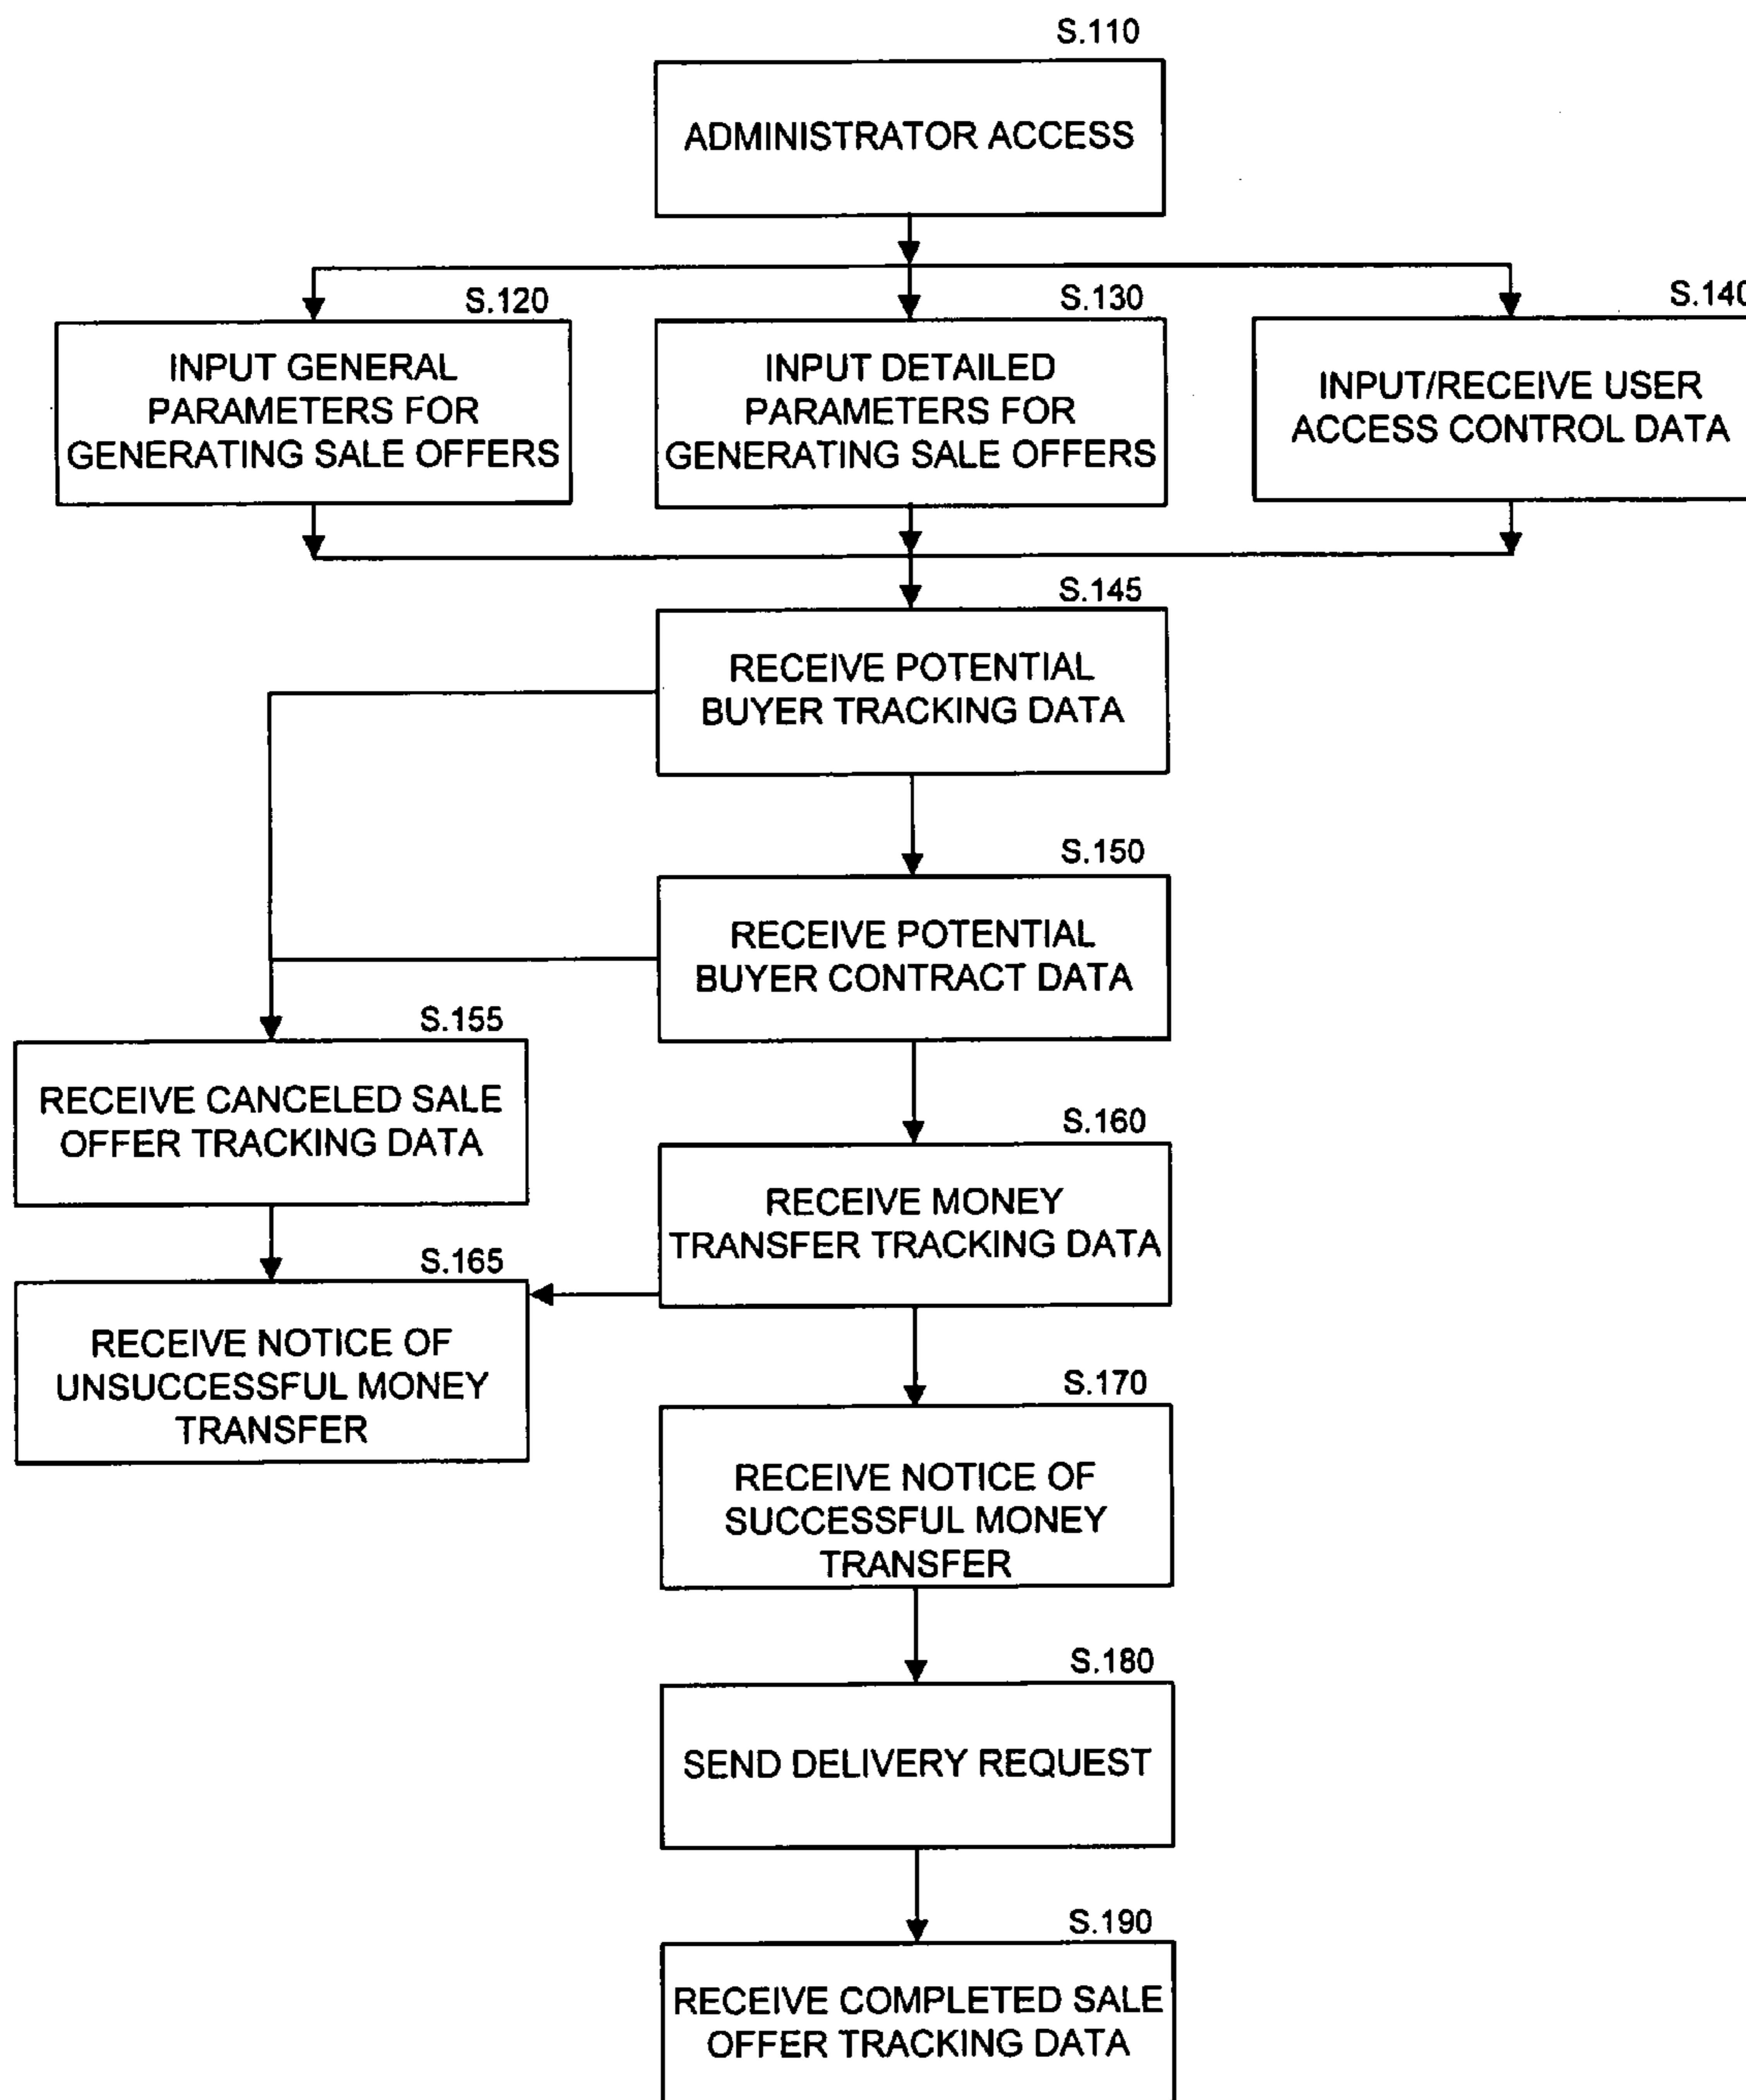 S.110
ADMINISTRATOR ACCESS
S.120
INPUT GENERAL
PARAMETERS FOR
GENERATING SALE OFFERS
S.130
INPUT DETAILED
PARAMETERS FOR
GENERATING SALE OFFERS
S.140
INPUT/RECEIVE USER
ACCESS CONTROL DATA
S.145
RECEIVE POTENTIAL
BUYER TRACKING DATA
S.150
RECEIVE POTENTIAL
BUYER CONTRACT DATA
S.155
RECEIVE CANCELED SALE
OFFER TRACKING DATA
S.160
RECEIVE MONEY
TRANSFER TRACKING DATA
S.165
RECEIVE NOTICE OF
UNSUCCESSFUL MONEY
TRANSFER
S.170
RECEIVE NOTICE OF
SUCCESSFUL MONEY
TRANSFER
S.180
SEND DELIVERY REQUEST
S.190
RECEIVE COMPLETED SALE
OFFER TRACKING DATA